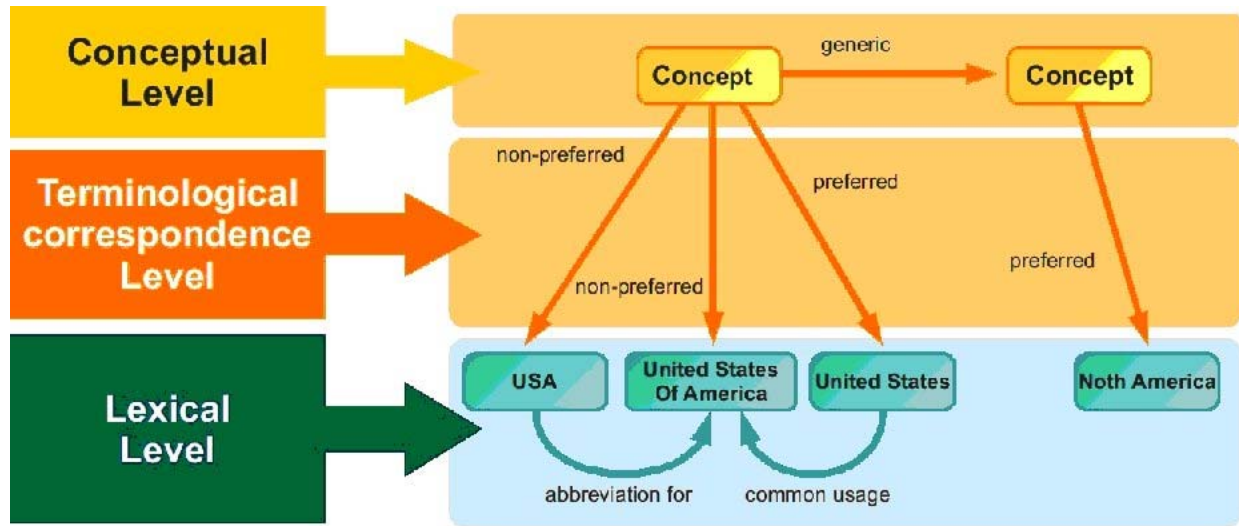 Conceptual
Level
Concept
generic
Concept
Terminological
correspondence
Level
non-preferred
preferred
non-preferred
preferred
Lexical
Level
USA
United States
Of America
United States
Noth America
abbreviation for
common usage